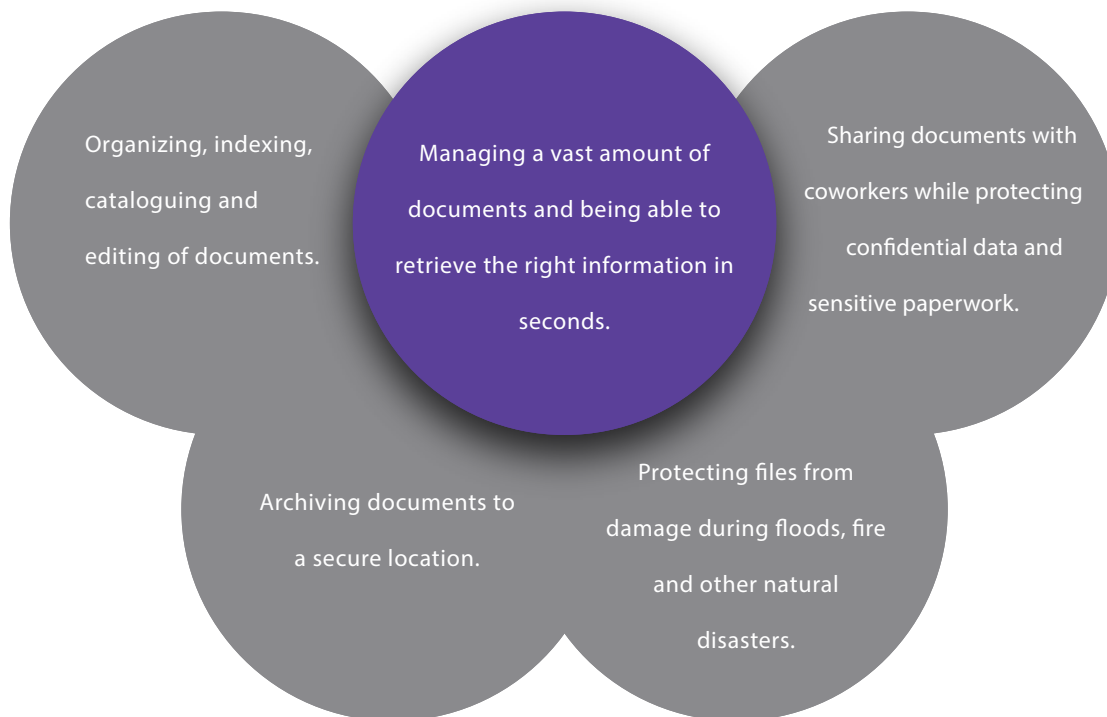 Organizing, indexing,
cataloguing and
editing of documents.
Managing a vast amount of
documents and being able to
retrieve the right information in
seconds.
Sharing documents with
coworkers while protecting
confidential data and
sensitive paperwork.
Archiving documents to
a secure location.
Protecting files from
damage during floods, fire
and other natural
disasters.